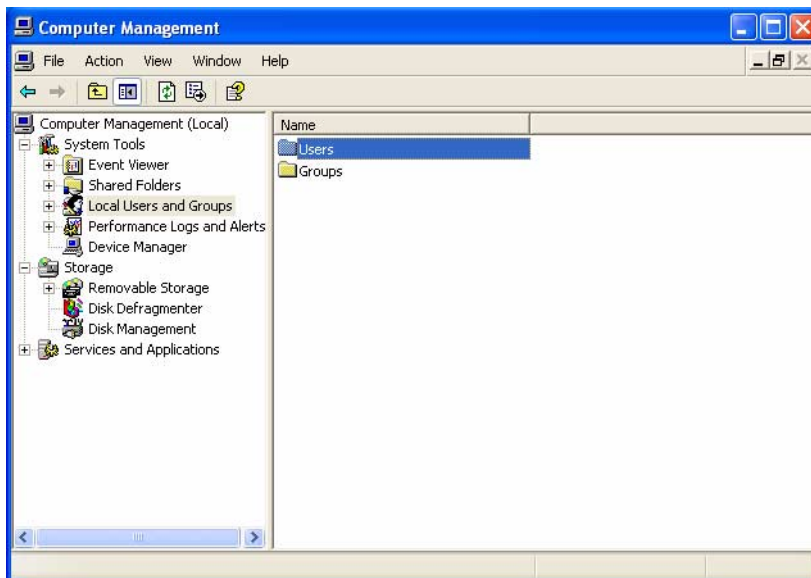 Computer Management
File Action View Window Help
Computer Management (Local)
System Tools
Event Viewer
Shared Folders
Local Users and Groups
Performance Logs and Alerts
Device Manager
Storage
Removable Storage
Disk Defragmenter
Disk Management
Services and Applications
Name
Users
Groups